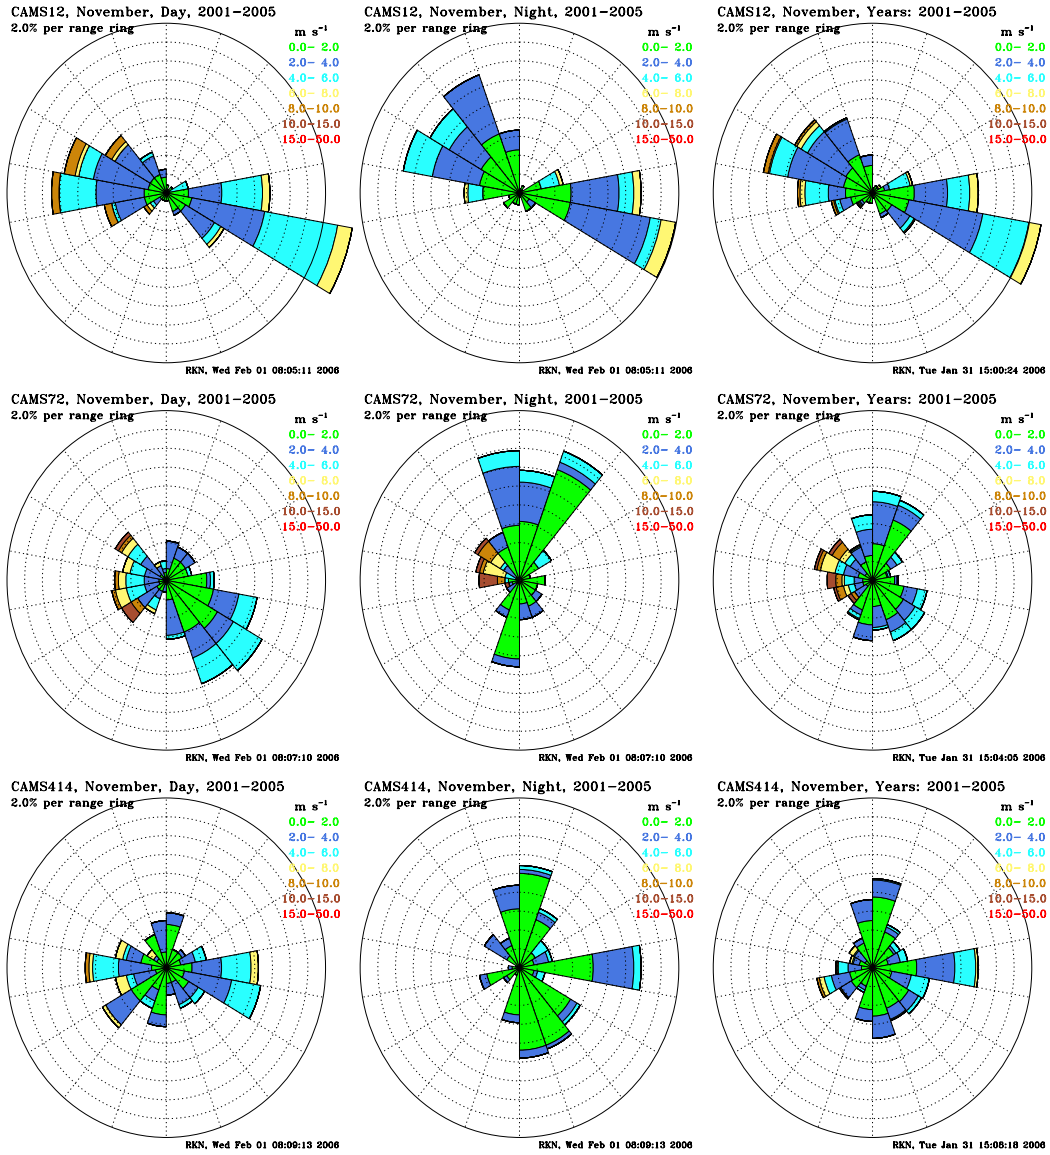 CAMS12, November, Day, 2001-2005
2.0% per range ring
m s⁻¹
0.0- 2.0
2.0- 4.0
4.0- 6.0
6.0- 8.0
8.0-10.0
10.0-15.0
15.0-50.0
RKN, Wed Feb 01 08:05:11 2006
CAMS12, November, Night, 2001-2005
2.0% per range ring
m s⁻¹
0.0- 2.0
2.0- 4.0
4.0- 6.0
6.0- 8.0
8.0-10.0
10.0-15.0
15.0-50.0
RKN, Wed Feb 01 08:05:11 2006
CAMS12, November, Years: 2001-2005
2.0% per range ring
m s⁻¹
0.0- 2.0
2.0- 4.0
4.0- 6.0
6.0- 8.0
8.0-10.0
10.0-15.0
15.0-50.0
RKN, Tue Jan 31 15:00:24 2006
CAMS72, November, Day, 2001-2005
2.0% per range ring
m s⁻¹
0.0- 2.0
2.0- 4.0
4.0- 6.0
6.0- 8.0
8.0-10.0
10.0-15.0
15.0-50.0
RKN, Wed Feb 01 08:07:10 2006
CAMS72, November, Night, 2001-2005
2.0% per range ring
m s⁻¹
0.0- 2.0
2.0- 4.0
4.0- 6.0
6.0- 8.0
8.0-10.0
10.0-15.0
15.0-50.0
RKN, Wed Feb 01 08:07:10 2006
CAMS72, November, Years: 2001-2005
2.0% per range ring
m s⁻¹
0.0- 2.0
2.0- 4.0
4.0- 6.0
6.0- 8.0
8.0-10.0
10.0-15.0
15.0-50.0
RKN, Tue Jan 31 15:04:05 2006
CAMS414, November, Day, 2001-2005
2.0% per range ring
m s⁻¹
0.0- 2.0
2.0- 4.0
4.0- 6.0
6.0- 8.0
8.0-10.0
10.0-15.0
15.0-50.0
RKN, Wed Feb 01 08:09:13 2006
CAMS414, November, Night, 2001-2005
2.0% per range ring
m s⁻¹
0.0- 2.0
2.0- 4.0
4.0- 6.0
6.0- 8.0
8.0-10.0
10.0-15.0
15.0-50.0
RKN, Wed Feb 01 08:09:13 2006
CAMS414, November, Years: 2001-2005
2.0% per range ring
m s⁻¹
0.0- 2.0
2.0- 4.0
4.0- 6.0
6.0- 8.0
8.0-10.0
10.0-15.0
15.0-50.0
RKN, Tue Jan 31 15:08:18 2006